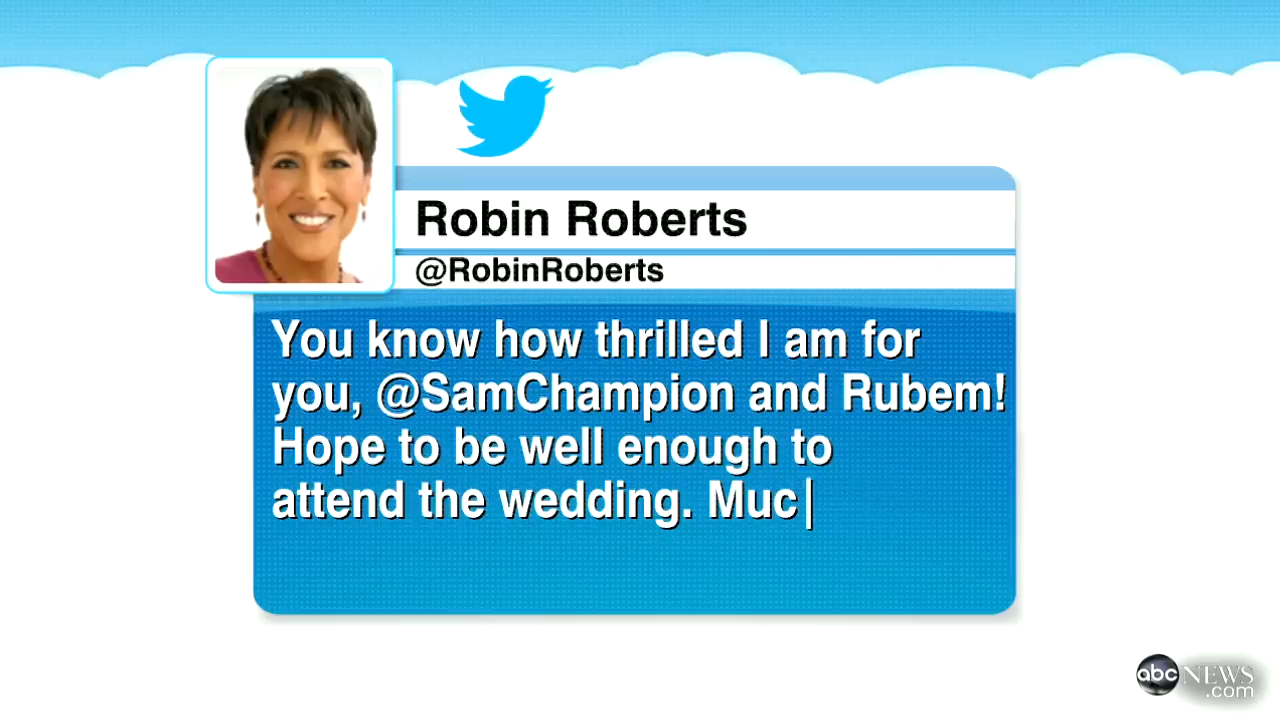 Robin Roberts
@RobinRoberts
You know how thrilled I am for
you, @SamChampion and Rubem!
Hope to be well enough to
attend the wedding. Muc
abc NEWS
.com